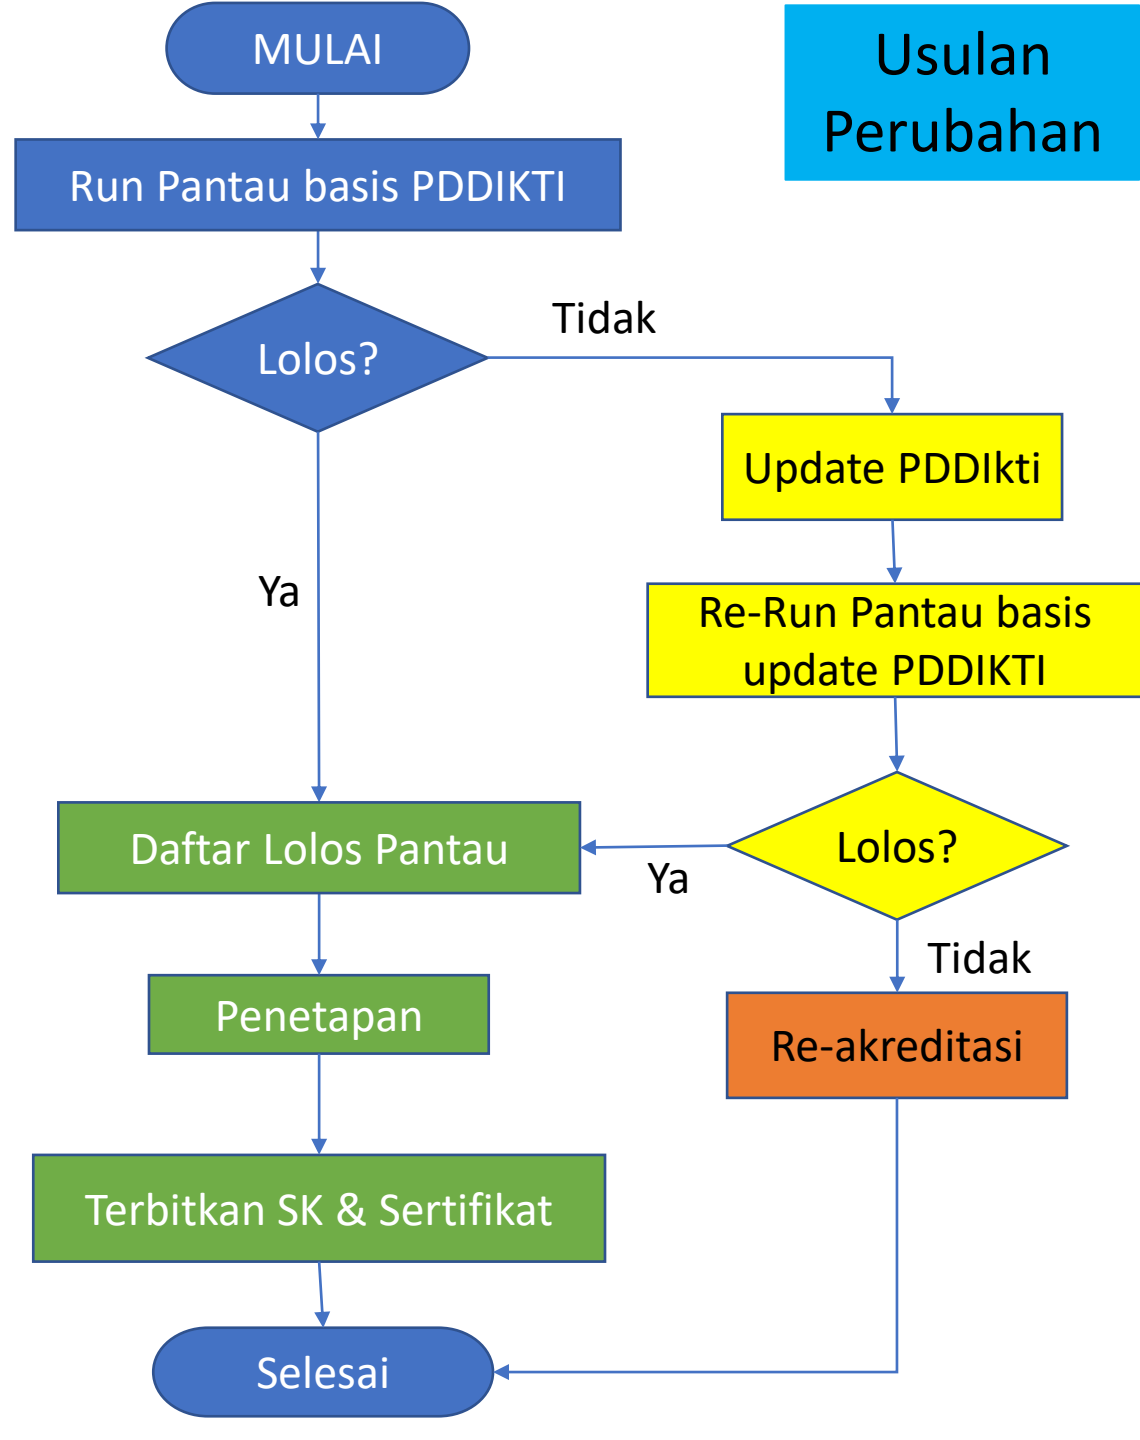 MULAI
Usulan
Perubahan
Run Pantau basis PDDIKTI
Lolos?
Tidak
Update PDDIkti
Ya
Re-Run Pantau basis
update PDDIKTI
Daftar Lolos Pantau
Ya
Lolos?
Tidak
Penetapan
Re-akreditasi
Terbitkan SK & Sertifikat
Selesai